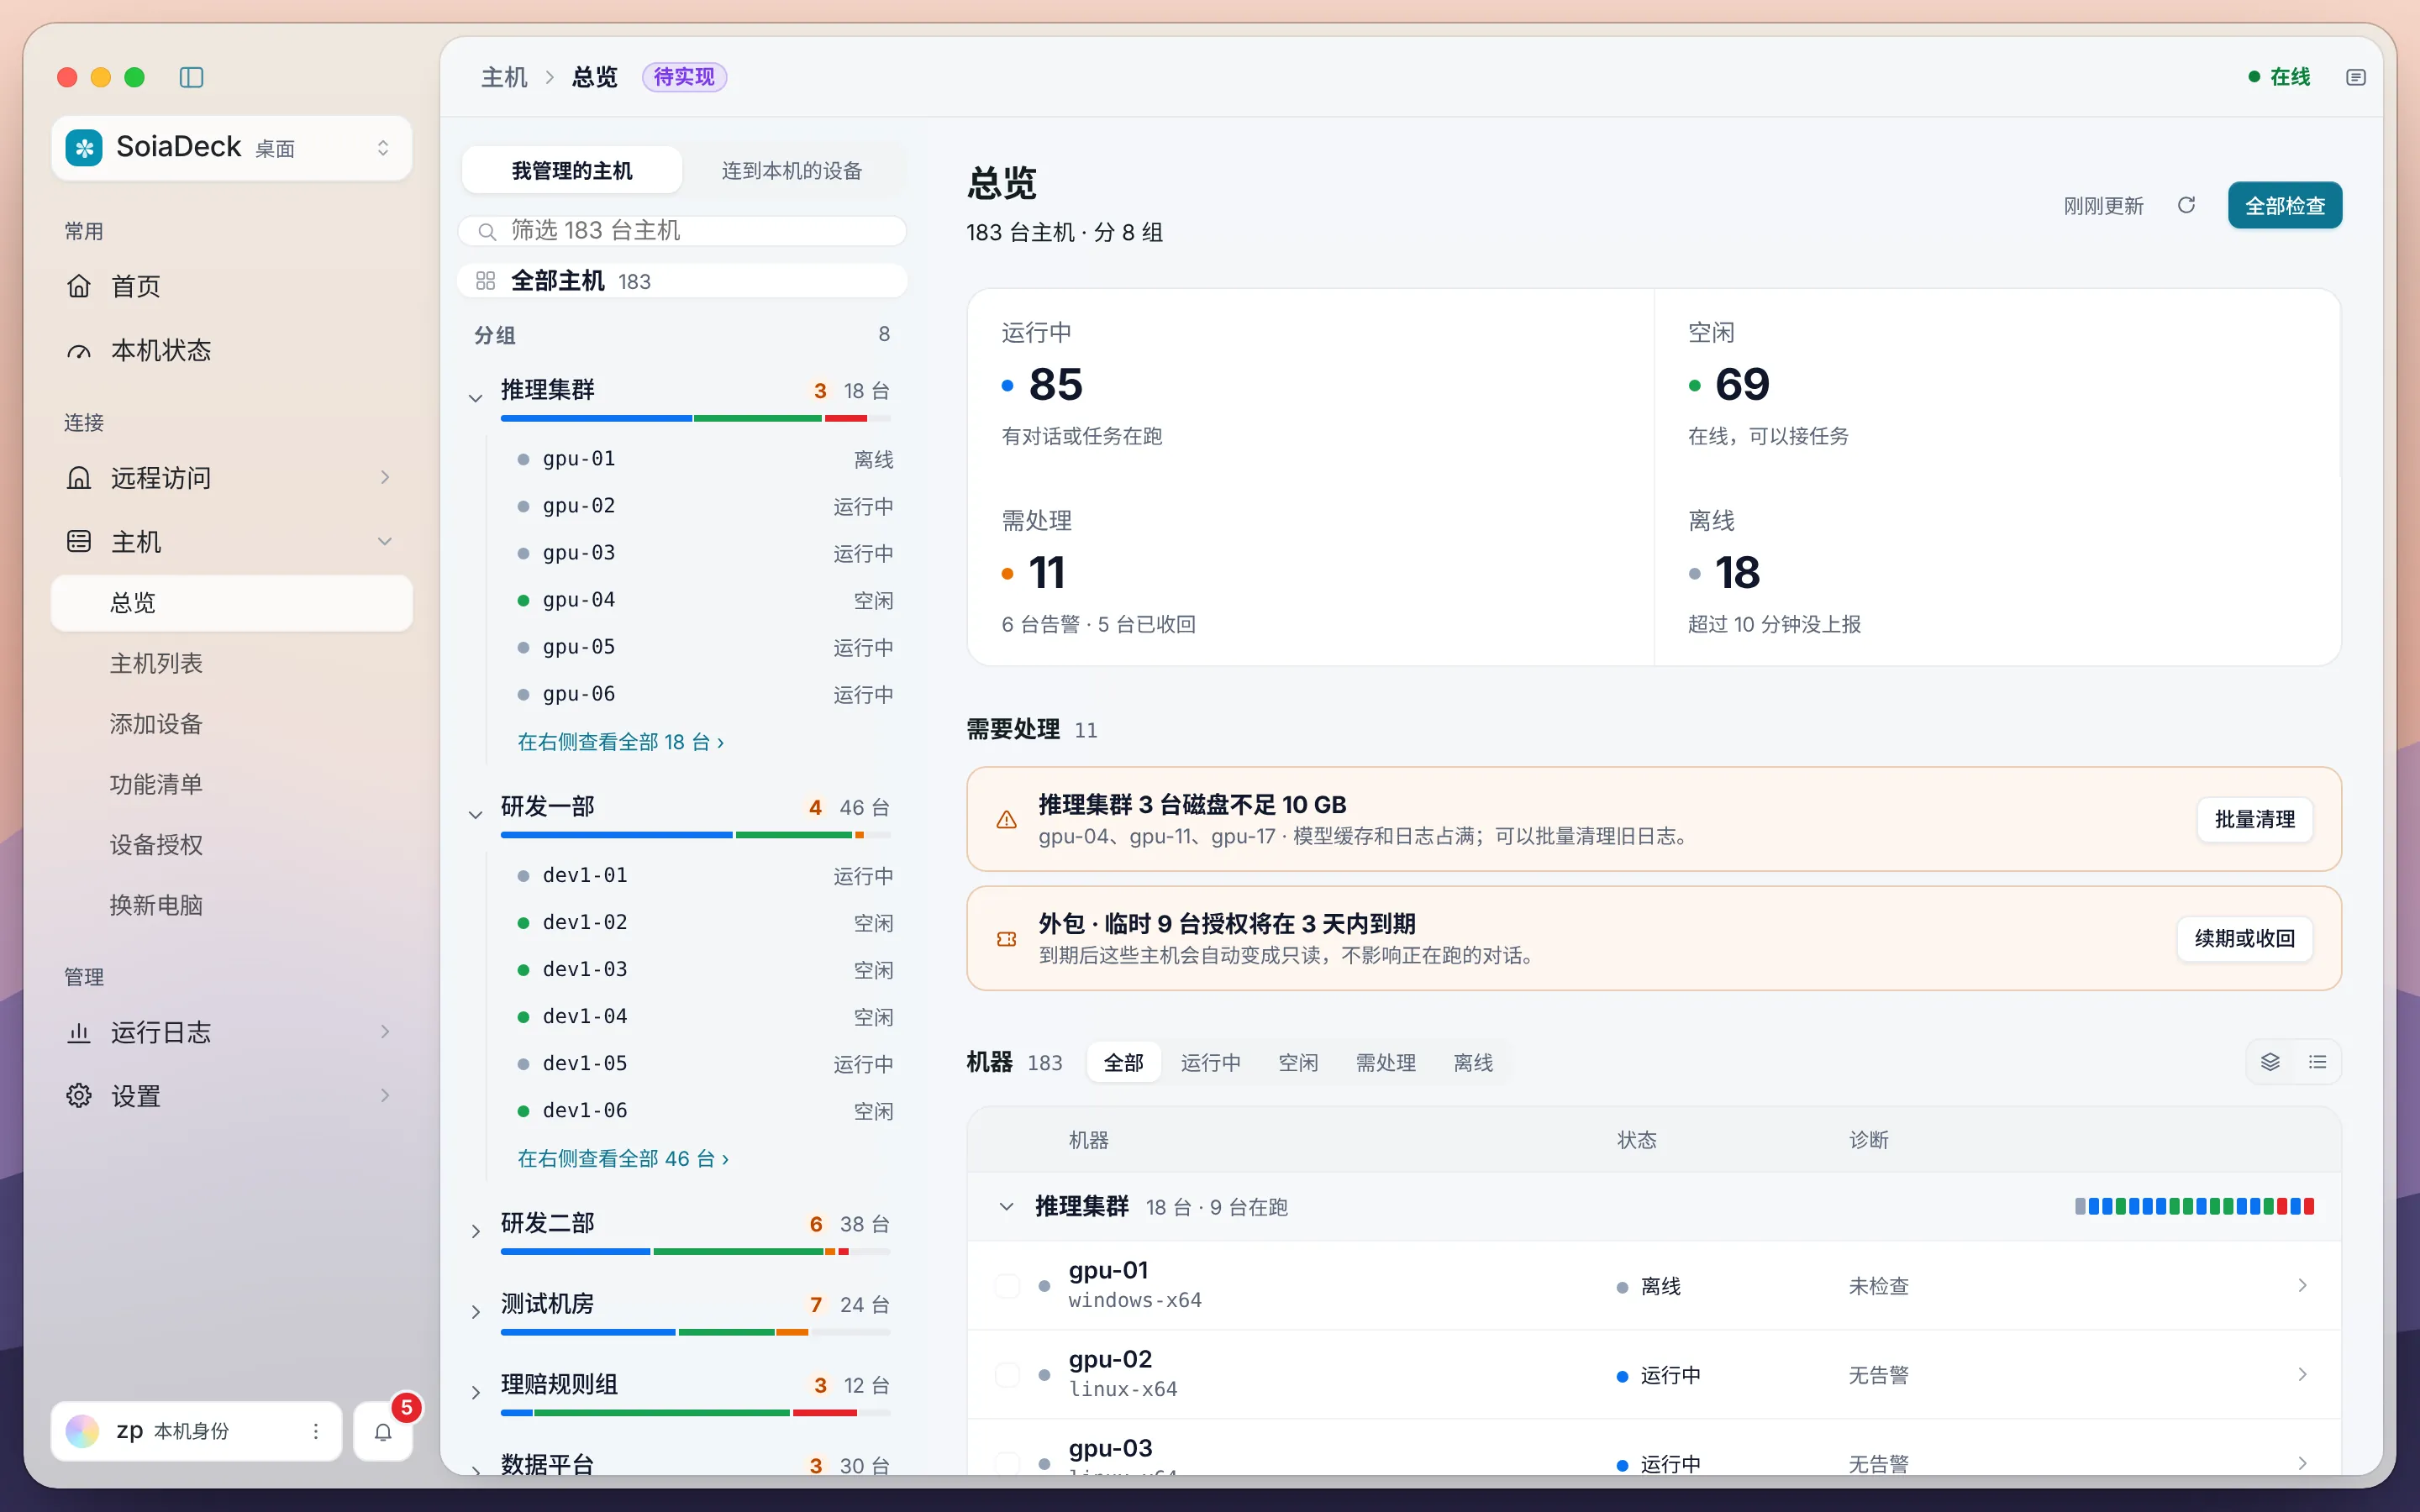 SoiaDeck 桌面
常用
首页
本机状态
连接
远程访问
主机
总览
主机列表
添加设备
功能清单
设备授权
换新电脑
管理
运行日志
设置
zp 本机身份
5
主机 › 总览 待实现
在线
我管理的主机 连到本机的设备
筛选 183 台主机
全部主机 183
分组 8
推理集群 3 18 台
gpu-01 离线
gpu-02 运行中
gpu-03 运行中
gpu-04 空闲
gpu-05 运行中
gpu-06 运行中
在右侧查看全部 18 台 ›
研发一部 4 46 台
dev1-01 运行中
dev1-02 空闲
dev1-03 空闲
dev1-04 空闲
dev1-05 运行中
dev1-06 空闲
在右侧查看全部 46 台 ›
研发二部 6 38 台
测试机房 7 24 台
理赔规则组 3 12 台
数据平台 3 30 台
总览
183 台主机 · 分 8 组
刚刚更新 全部检查
运行中
85
有对话或任务在跑
空闲
69
在线，可以接任务
需处理
11
6 台告警 · 5 台已收回
离线
18
超过 10 分钟没上报
需要处理 11
推理集群 3 台磁盘不足 10 GB
gpu-04、gpu-11、gpu-17 · 模型缓存和日志占满；可以批量清理旧日志。
批量清理
外包 · 临时 9 台授权将在 3 天内到期
到期后这些主机会自动变成只读，不影响正在跑的对话。
续期或收回
机器 183 全部 运行中 空闲 需处理 离线
机器 状态 诊断
推理集群 18 台 · 9 台在跑
gpu-01
windows-x64
离线 未检查
gpu-02
linux-x64
运行中 无告警
gpu-03
linux-x64
运行中 无告警